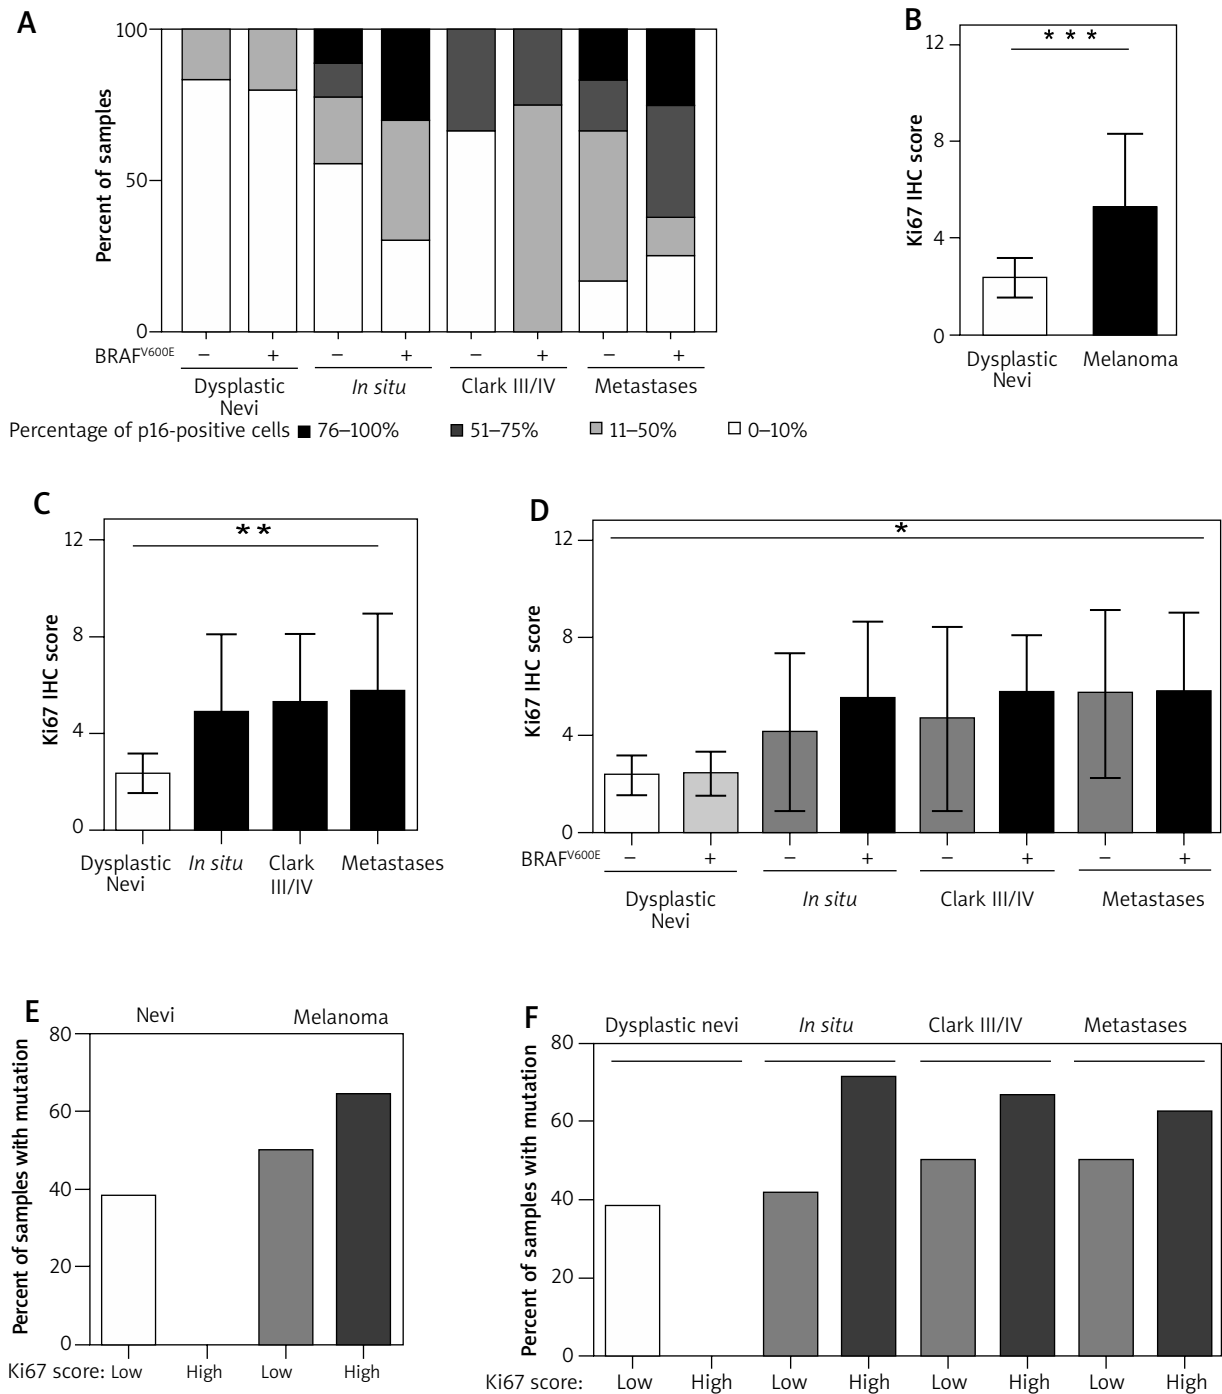 A
B
100
50
0
Percent of samples
BRAFV600E – + – + – + – +
Dysplastic Nevi
In situ
Clark III/IV
Metastases
Percentage of p16-positive cells 76–100% 51–75% 11–50% 0–10%
12
8
4
0
Ki67 IHC score
* * *
Dysplastic Nevi
Melanoma
C
12
8
4
0
Ki67 IHC score
* *
Dysplastic Nevi
In situ
Clark III/IV
Metastases
D
12
8
4
0
Ki67 IHC score
*
BRAFV600E – + – + – + – +
Dysplastic Nevi
In situ
Clark III/IV
Metastases
E
Nevi Melanoma
80
60
40
20
0
Percent of samples with mutation
Ki67 score: Low High Low High
F
Dysplastic nevi In situ Clark III/IV Metastases
80
60
40
20
0
Percent of samples with mutation
Ki67 score: Low High Low High Low High Low High